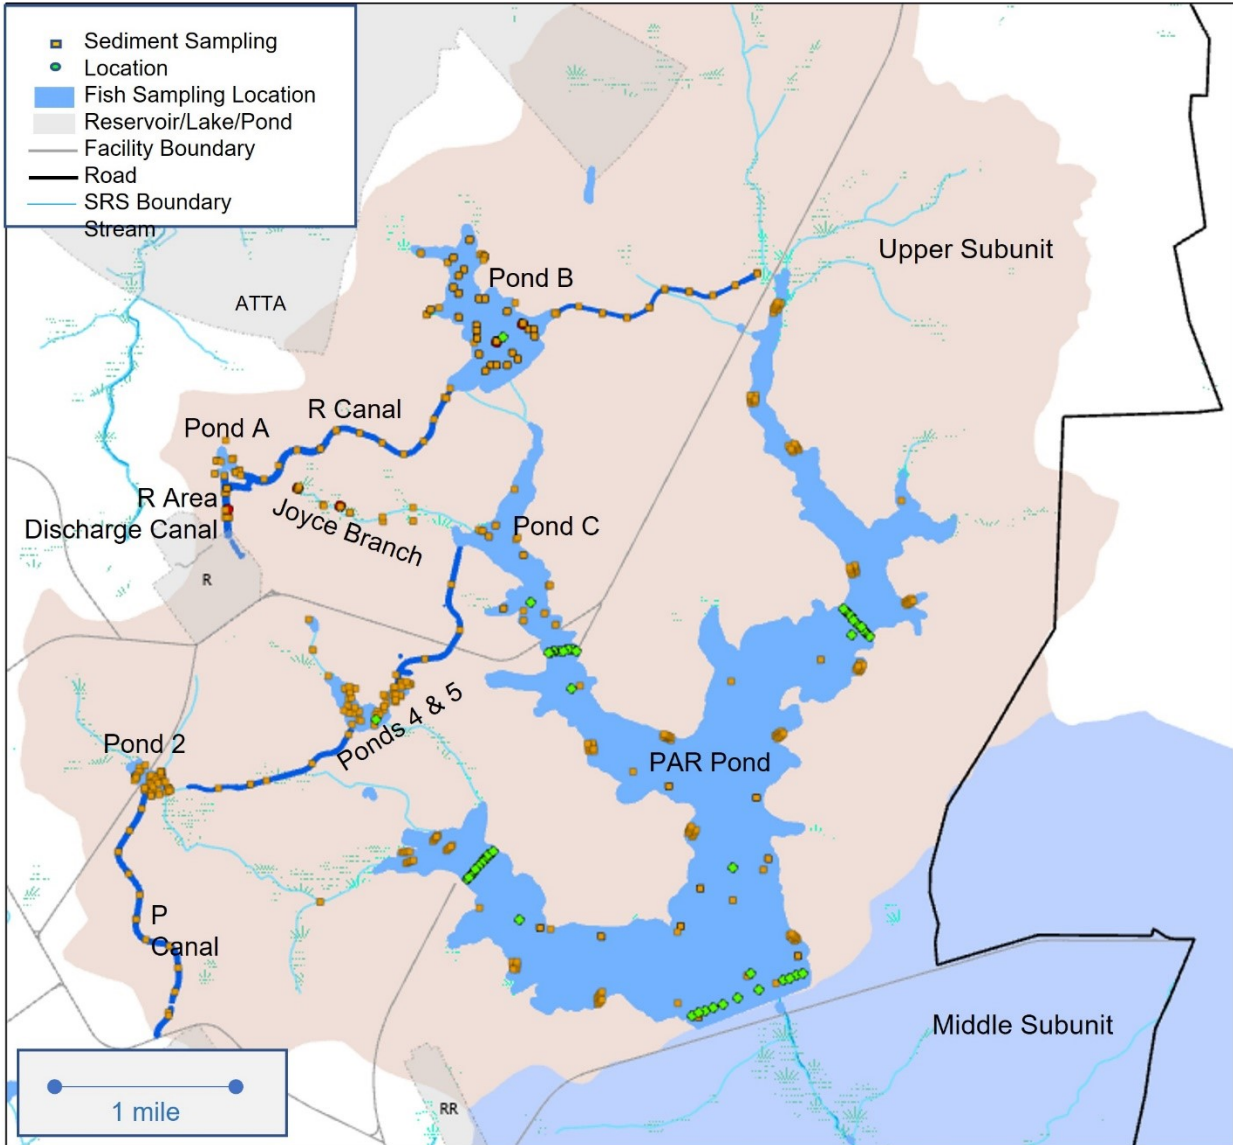 Sediment Sampling
Location
Fish Sampling Location
Reservoir/Lake/Pond
Facility Boundary
Road
SRS Boundary
Stream
Upper Subunit
Pond B
ATTA
R Canal
Pond A
R Area
Discharge Canal
Joyce Branch
Pond C
R
Ponds 4 & 5
Pond 2
PAR Pond
P
Canal
Middle Subunit
1 mile
RR